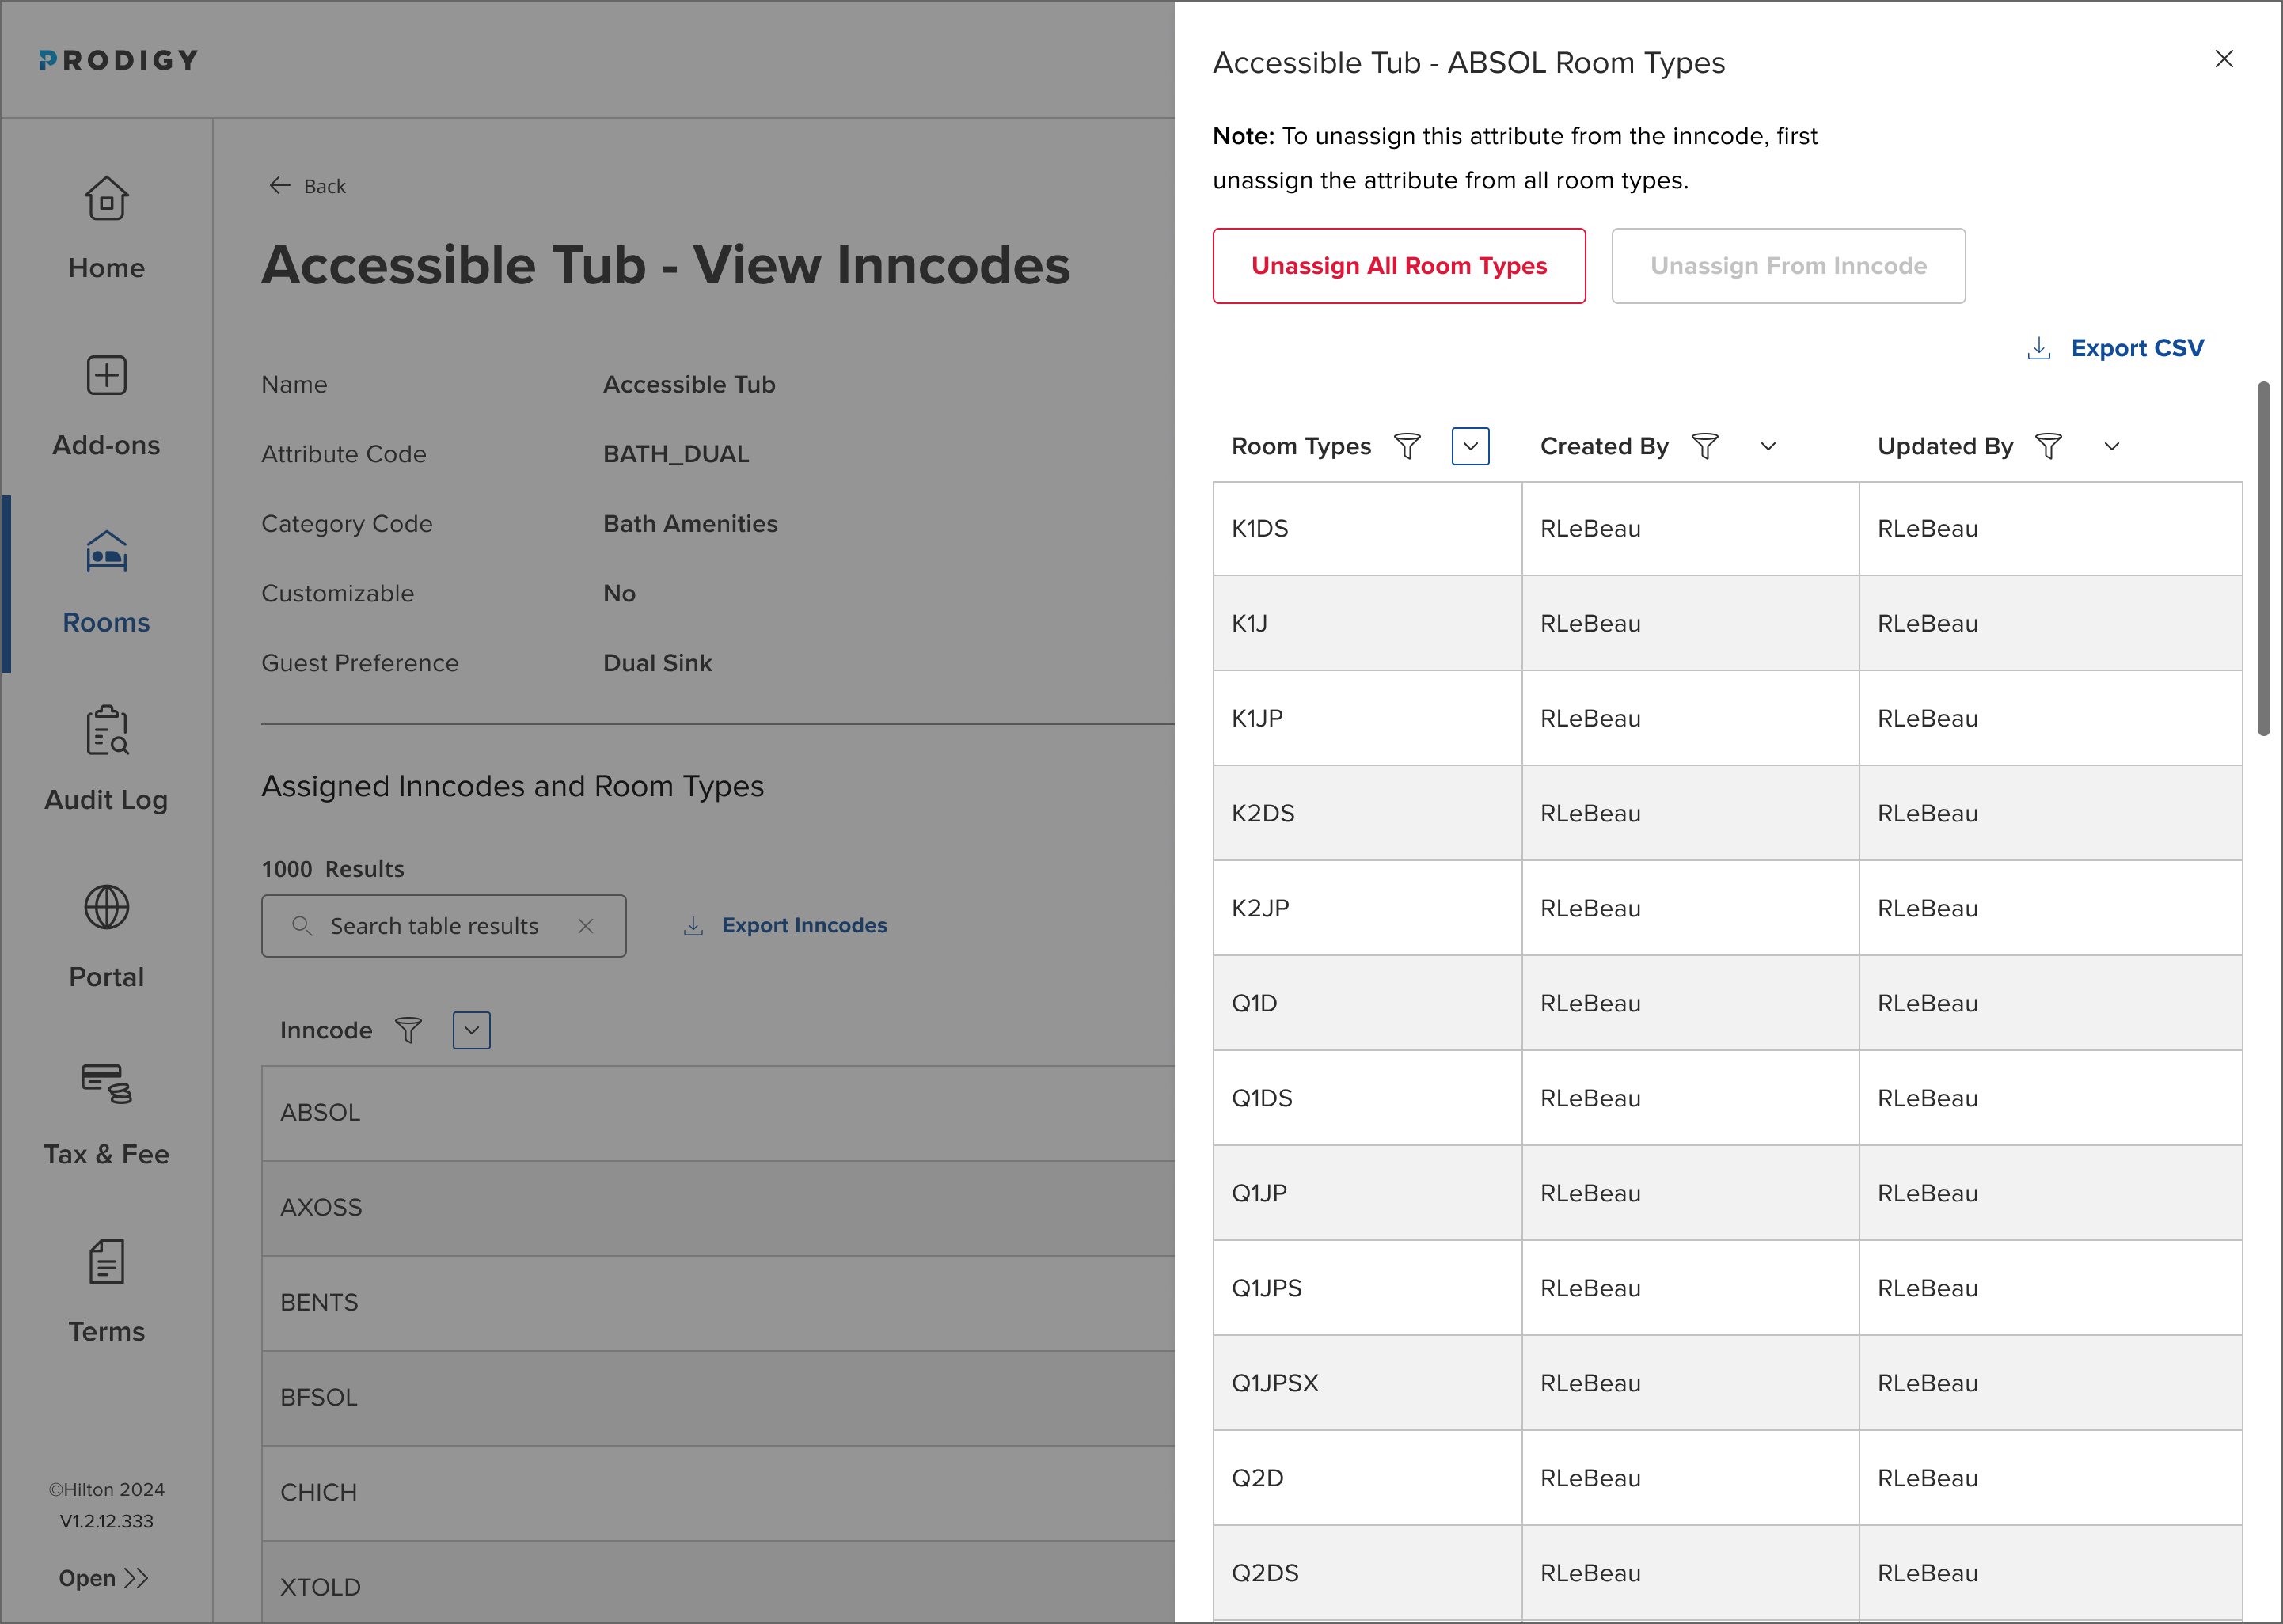 PRODIGY
Home
Add-ons
Rooms
Audit Log
Portal
Tax & Fee
Terms
©Hilton 2024
V1.2.12.333
Open
Back
Accessible Tub - View Inncodes
Name Accessible Tub
Attribute Code BATH_DUAL
Category Code Bath Amenities
Customizable No
Guest Preference Dual Sink
Assigned Inncodes and Room Types
1000 Results
Search table results Export Inncodes
Inncode
ABSOL
AXOSS
BENTS
BFSOL
CHICH
XTOLD
Accessible Tub - ABSOL Room Types
Note: To unassign this attribute from the inncode, first
unassign the attribute from all room types.
Unassign All Room Types Unassign From Inncode
Export CSV
Room Types Created By Updated By
K1DS RLeBeau RLeBeau
K1J RLeBeau RLeBeau
K1JP RLeBeau RLeBeau
K2DS RLeBeau RLeBeau
K2JP RLeBeau RLeBeau
Q1D RLeBeau RLeBeau
Q1DS RLeBeau RLeBeau
Q1JP RLeBeau RLeBeau
Q1JPS RLeBeau RLeBeau
Q1JPSX RLeBeau RLeBeau
Q2D RLeBeau RLeBeau
Q2DS RLeBeau RLeBeau